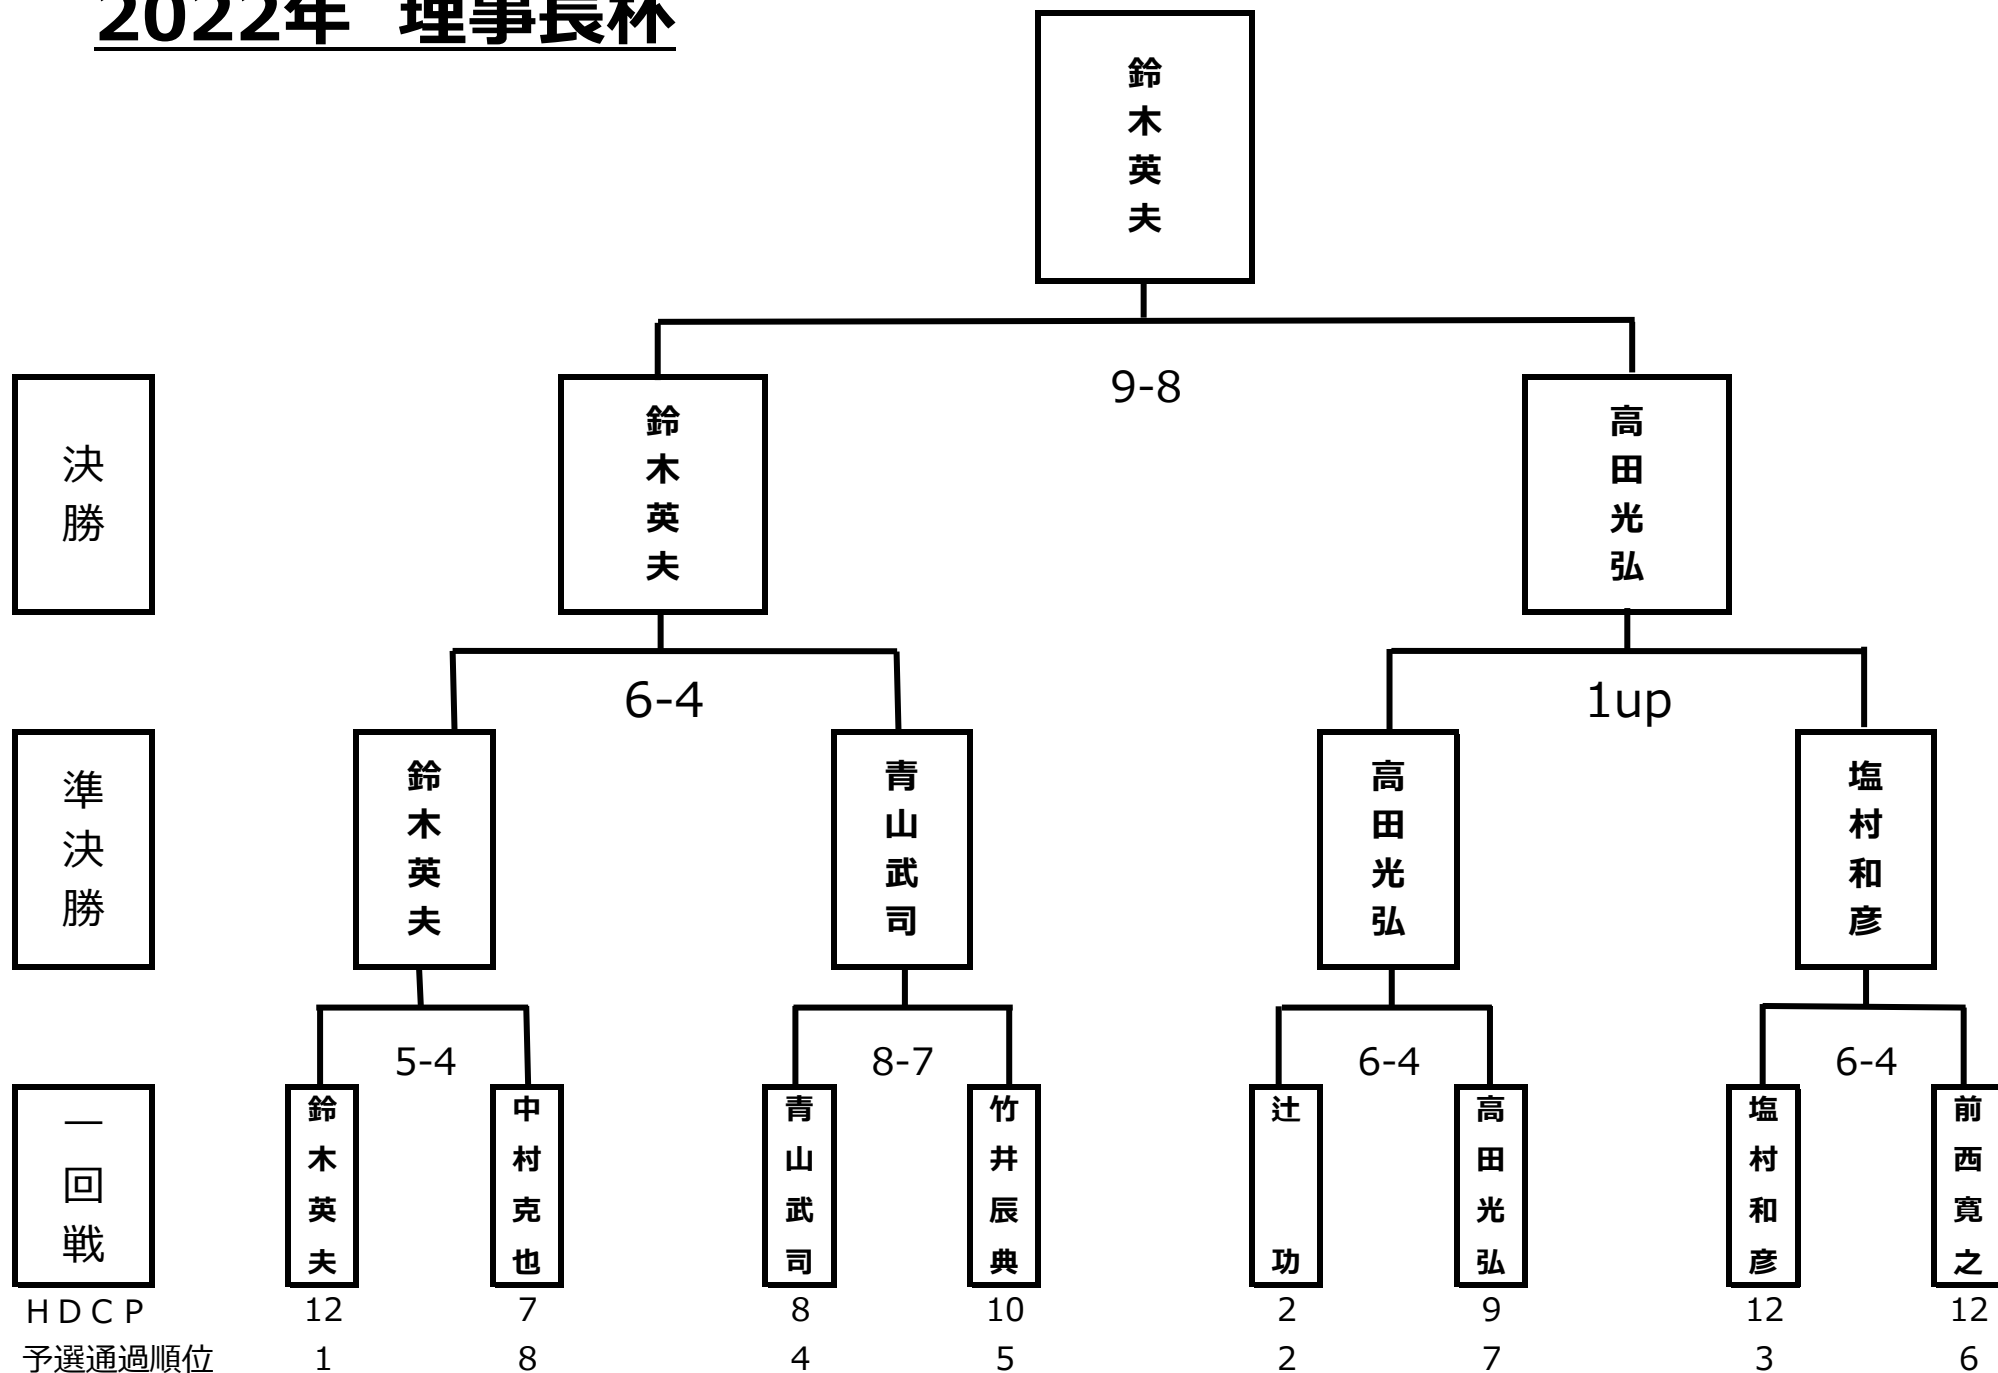 2022年 理事長杯
鈴木英夫
9-8
決勝
鈴木英夫
高田光弘
6-4
1up
準決勝
鈴木英夫
青山武司
高田光弘
塩村和彦
5-4
8-7
6-4
6-4
一回戦
鈴木英夫
中村克也
青山武司
竹井辰典
辻 功
高田光弘
塩村和彦
前西寛之
ＨＤＣＰ 12 7 8 10 2 9 12 12
予選通過順位 1 8 4 5 2 7 3 6